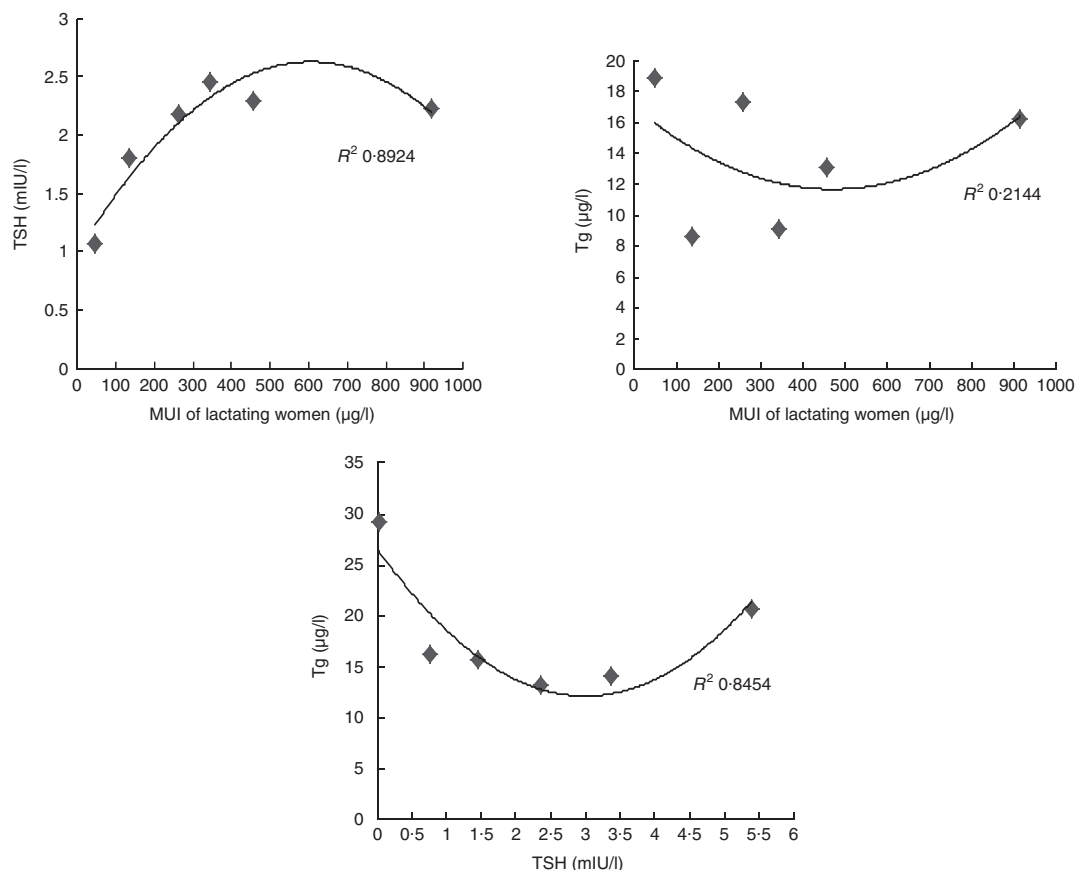 3
2.5
2
1.5
1
0.5
0
TSH (mIU/l)
R² 0·8924
0 100 200 300 400 500 600 700 800 900 1000
MUI of lactating women (µg/l)
20
18
16
14
12
10
8
6
4
2
0
Tg (µg/l)
R² 0·2144
0 100 200 300 400 500 600 700 800 900 1000
MUI of lactating women (µg/l)
35
30
25
20
15
10
5
0
Tg (µg/l)
R² 0·8454
0 0·5 1 1·5 2 2·5 3 3·5 4 4·5 5 5·5 6
TSH (mIU/l)